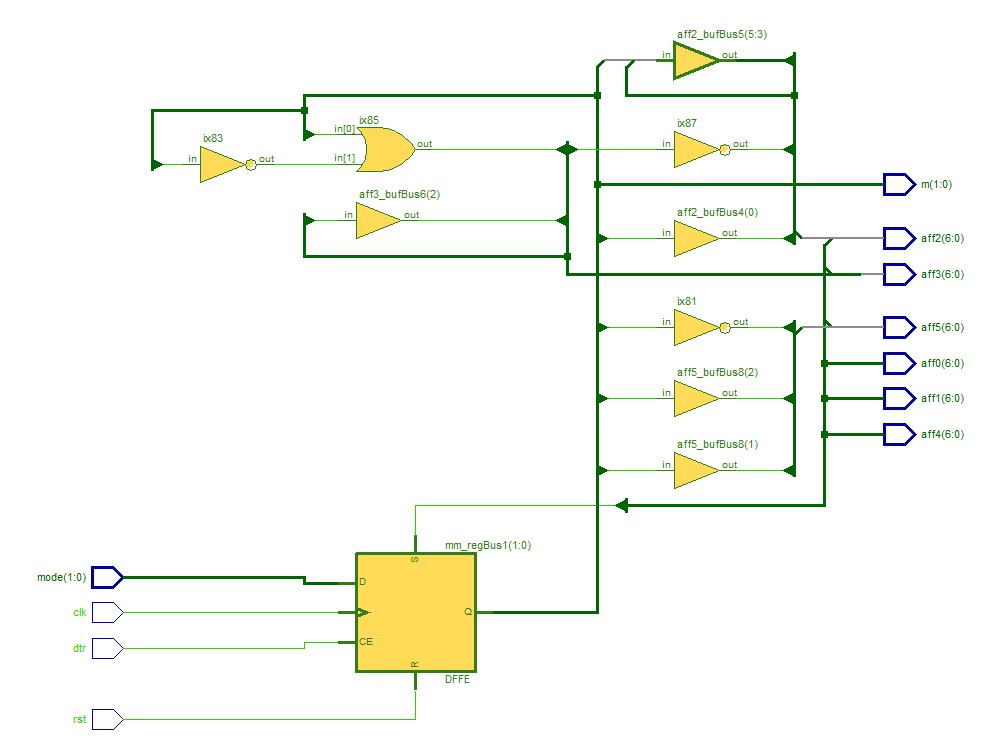 aff2_bufBus5(5:3)
in out
ix85
in[0]
out
ix87
in out
ix83
in out
in[1]
m(1:0)
aff3_bufBus6(2)
in out
aff2_bufBus4(0)
in out
aff2(6:0)
aff3(6:0)
ix81
in out
aff5(6:0)
aff0(6:0)
aff5_bufBus8(2)
in out
aff1(6:0)
aff4(6:0)
aff5_bufBus8(1)
in out
mm_regBus1(1:0)
S
mode(1:0)
D
clk
Q
dtr
CE
R
DFFE
rst